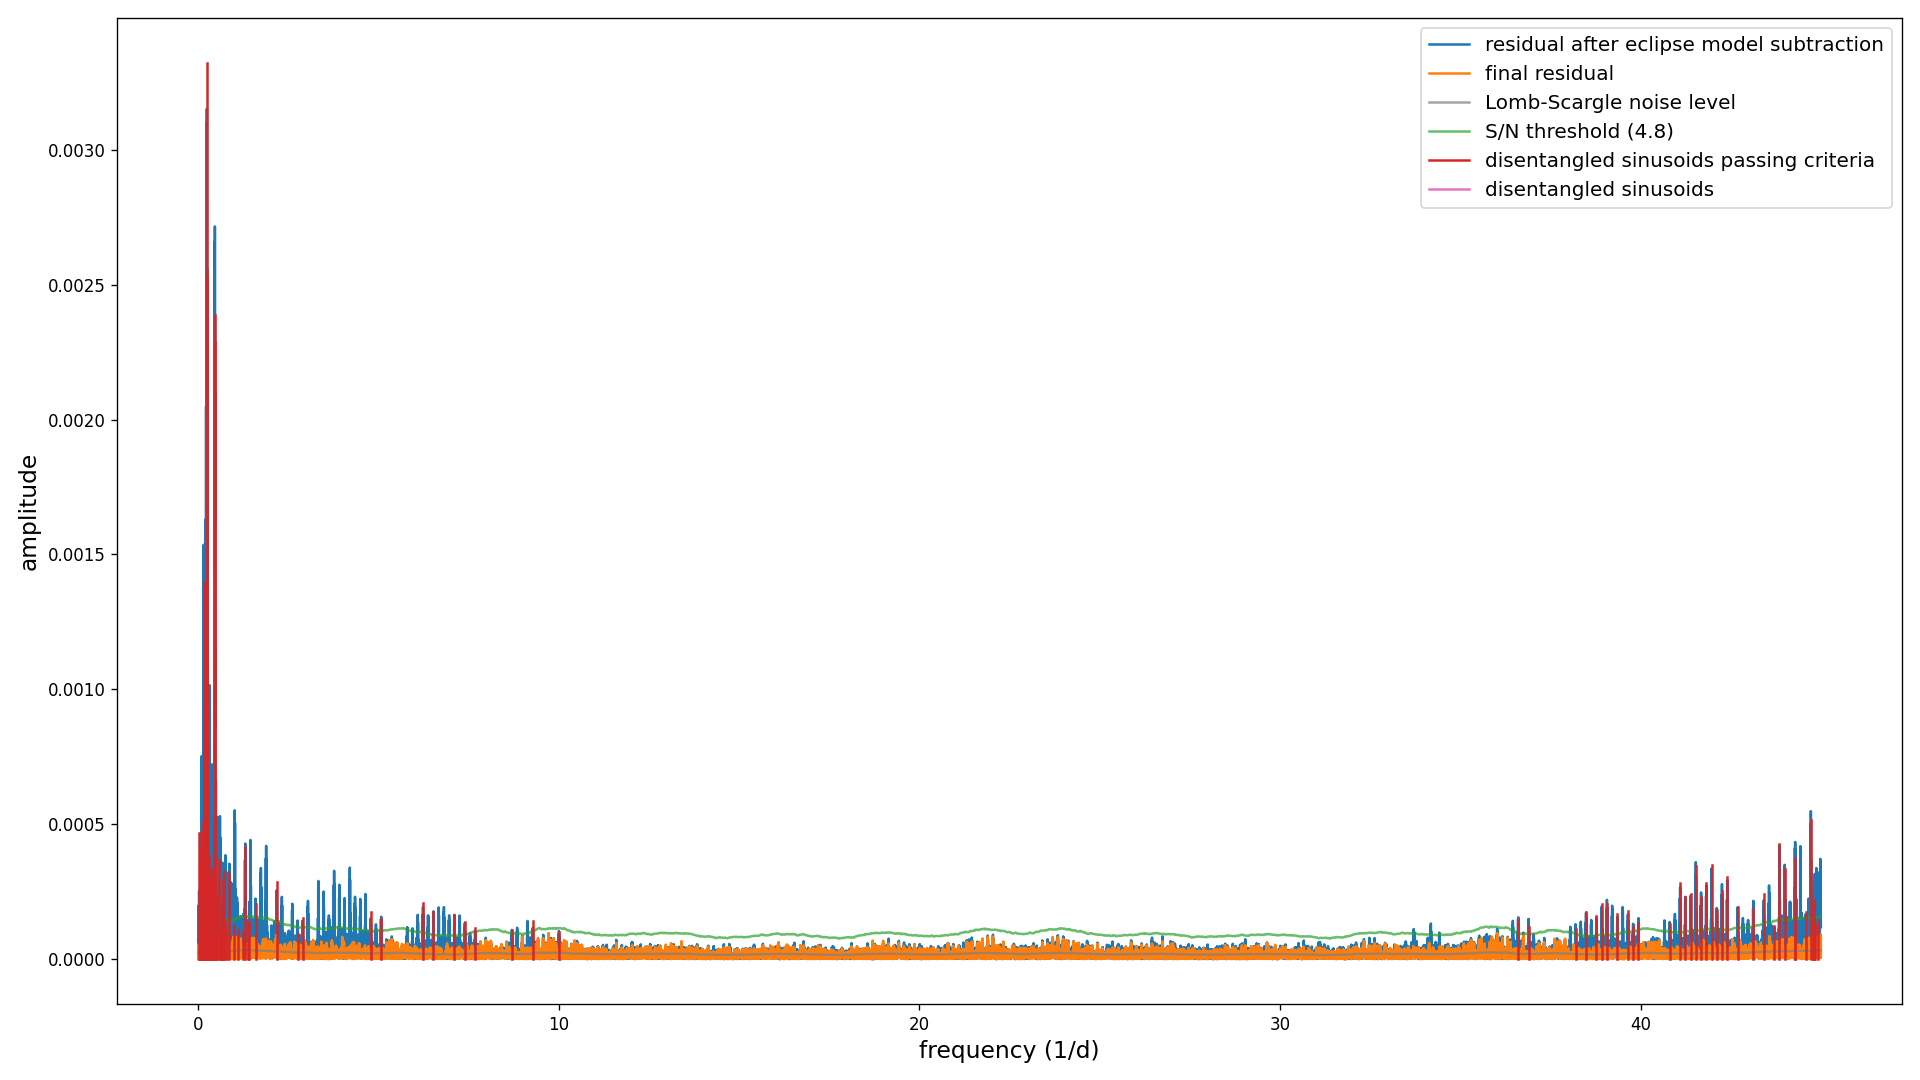 residual after eclipse model subtraction
final residual
Lomb-Scargle noise level
S/N threshold (4.8)
disentangled sinusoids passing criteria
disentangled sinusoids
amplitude
0.0030
0.0025
0.0020
0.0015
0.0010
0.0005
0.0000
0 10 20 30 40
frequency (1/d)